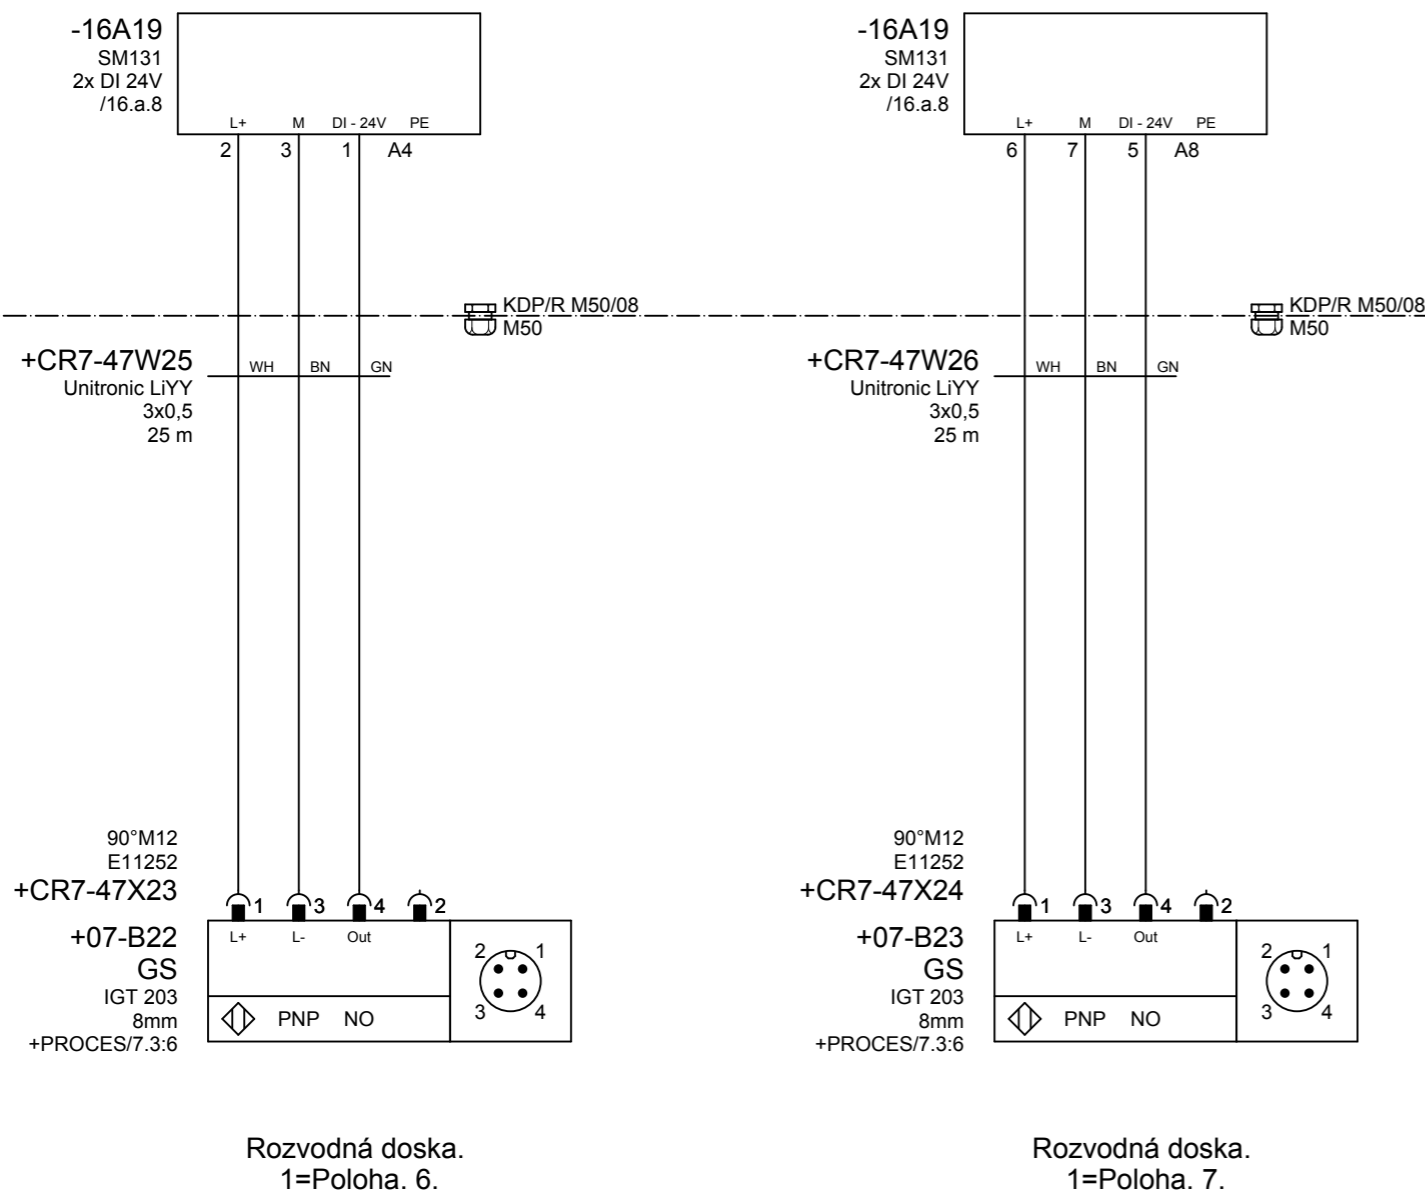 -16A19
SM131
2x DI 24V
/16.a.8
L+ M DI - 24V PE
2 3 1 A4
KDP/R M50/08
M50
+CR7-47W25
Unitronic LiYY
3x0,5
25 m
WH BN GN
90°M12
E11252
+CR7-47X23
1 3 4 2
+07-B22
GS
IGT 203
8mm
+PROCES/7.3:6
L+ L- Out
PNP NO
2 1
3 4
Rozvodná doska.
1=Poloha. 6.
-16A19
SM131
2x DI 24V
/16.a.8
L+ M DI - 24V PE
6 7 5 A8
KDP/R M50/08
M50
+CR7-47W26
Unitronic LiYY
3x0,5
25 m
WH BN GN
90°M12
E11252
+CR7-47X24
1 3 4 2
+07-B23
GS
IGT 203
8mm
+PROCES/7.3:6
L+ L- Out
PNP NO
2 1
3 4
Rozvodná doska.
1=Poloha. 7.